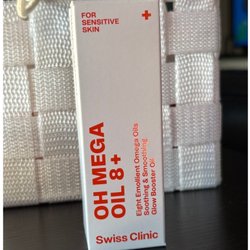 FOR
SENSITIVE
SKIN
+
OH MEGA
OIL 8+
Eight Emollient Omega Oils
Soothing & Smoothing
Glow Booster Oil
Swiss Clinic